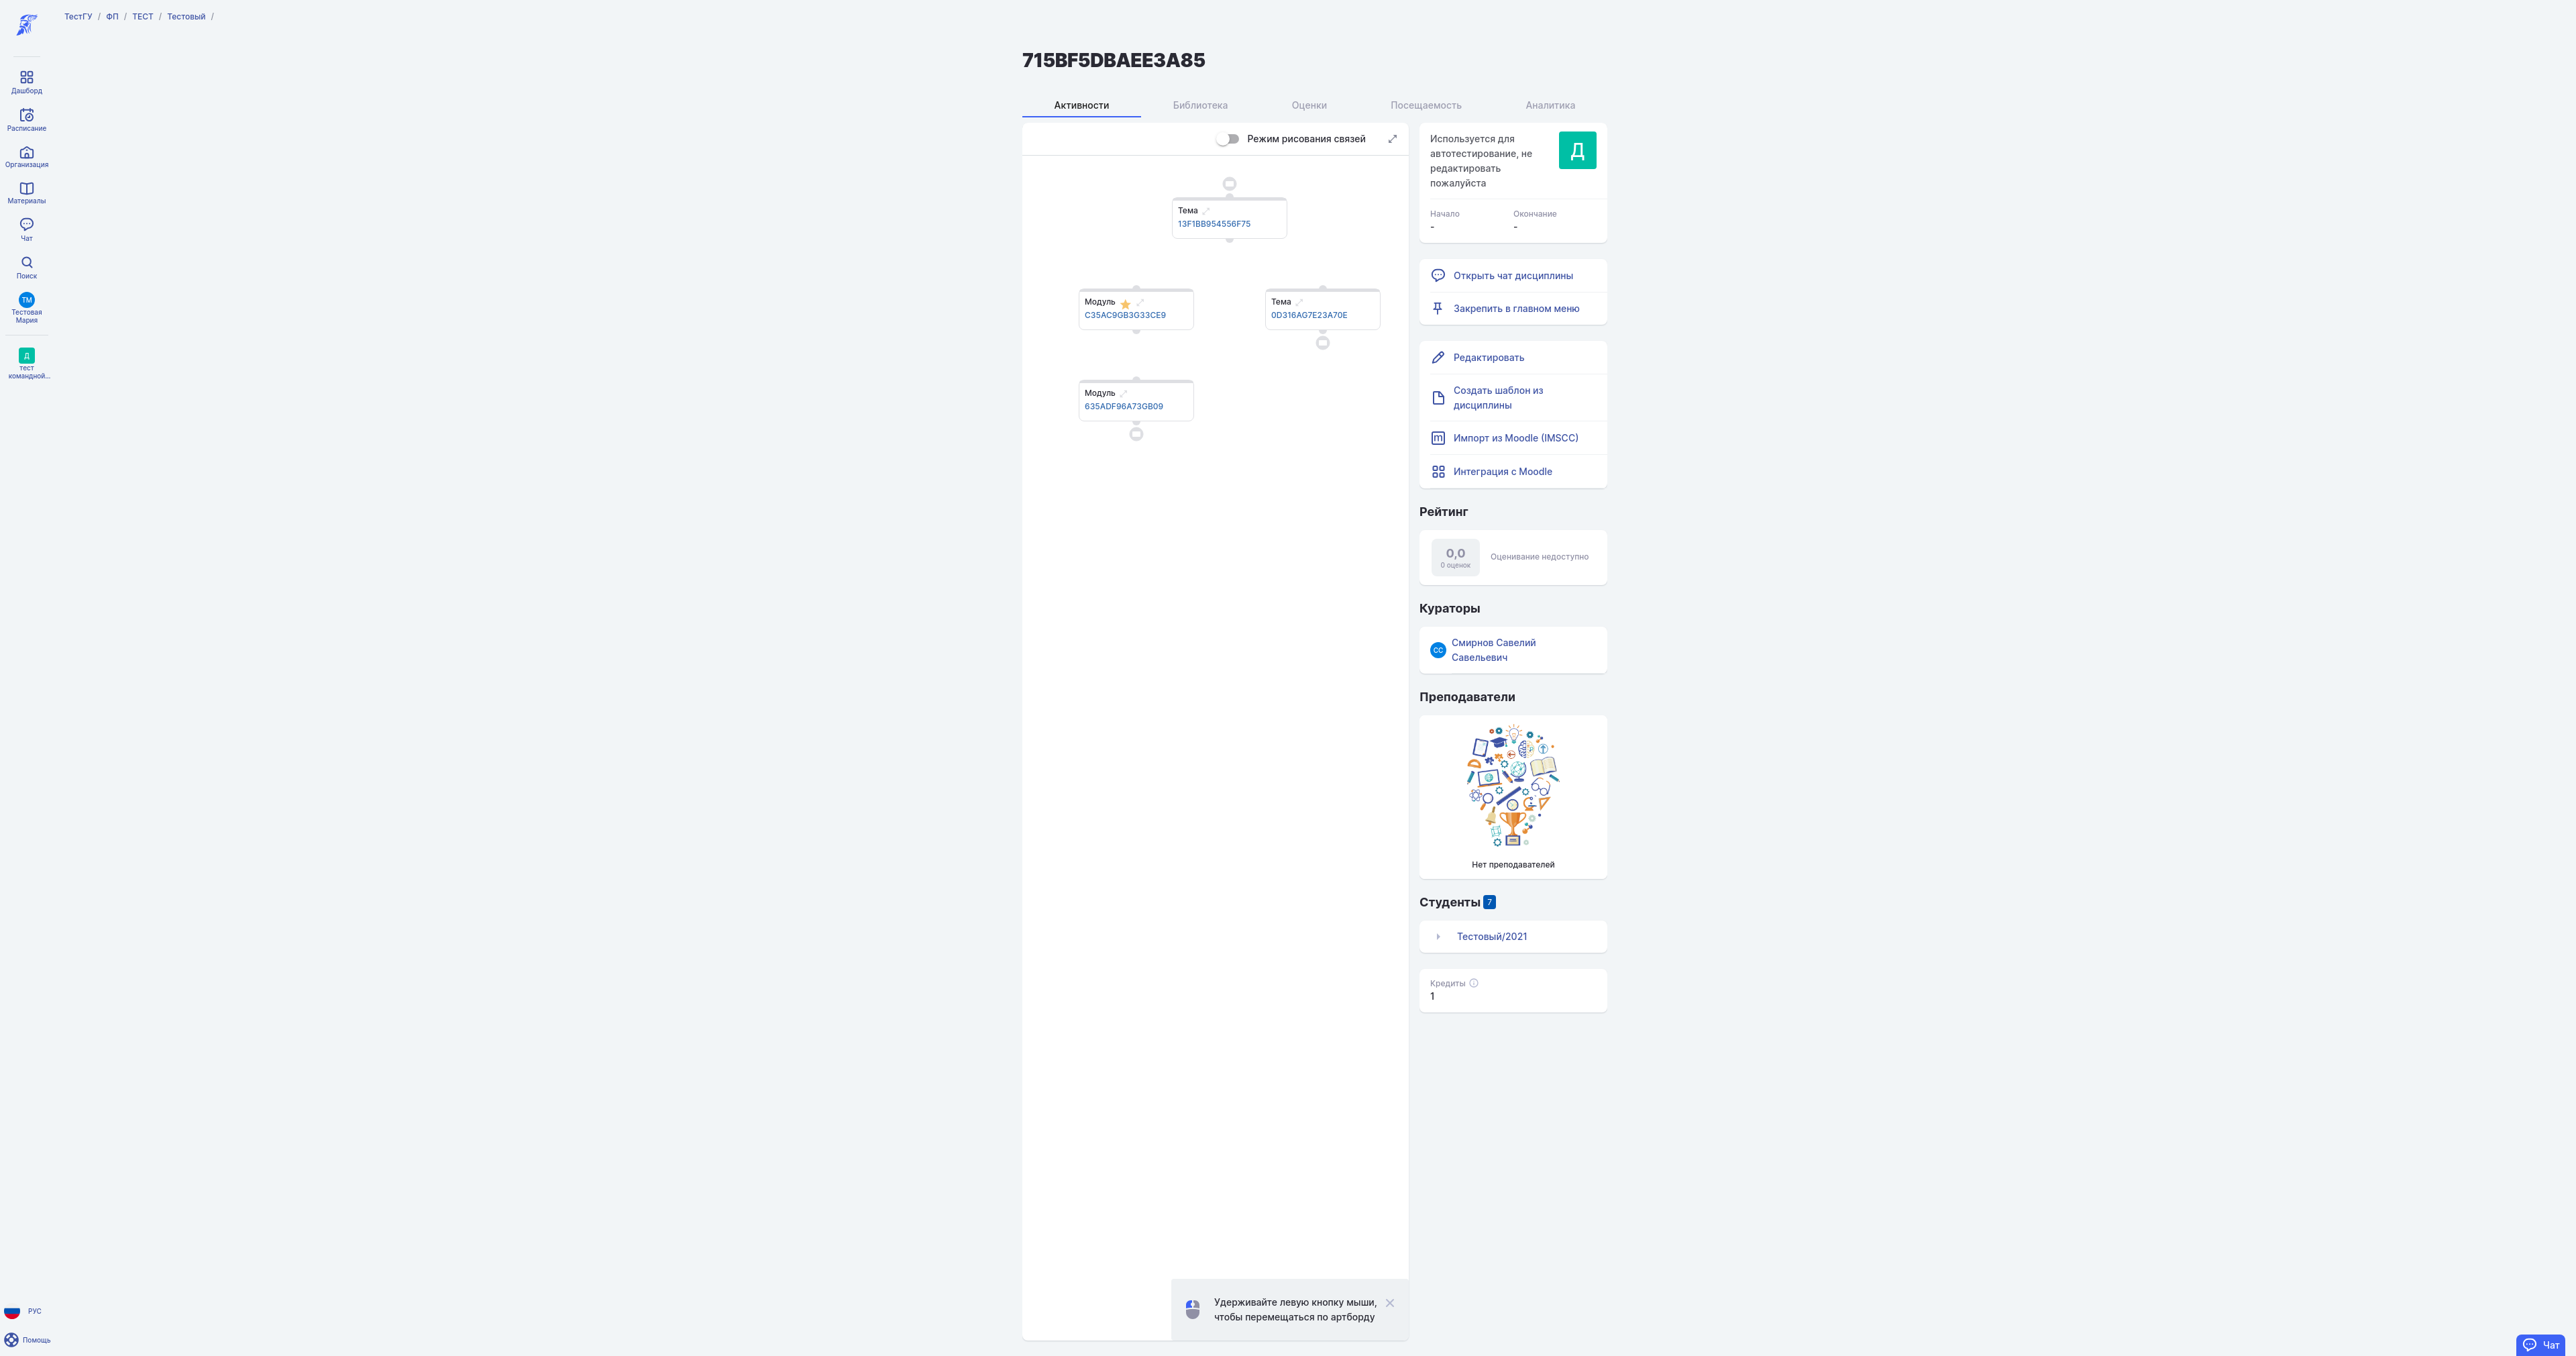 ТестГУ / ФП / ТЕСТ / Тестовый /
Дашборд
Расписание
Организация
Материалы
Чат
Поиск
ТМ
Тестовая
Мария
Д
тест
командной...
РУС
Помощь
715BF5DBAEE3A85
Активности
Библиотека
Оценки
Посещаемость
Аналитика
Режим рисования связей
Тема
13F1BB954556F75
Модуль
C35AC9GB3G33CE9
Тема
0D316AG7E23A70E
Модуль
635ADF96A73GB09
Удерживайте левую кнопку мыши,
чтобы перемещаться по артборду
Используется для
автотестирование, не
редактировать
пожалуйста
Д
Начало
Окончание
-
-
Открыть чат дисциплины
Закрепить в главном меню
Редактировать
Создать шаблон из
дисциплины
Импорт из Moodle (IMSCC)
Интеграция с Moodle
Рейтинг
0,0
0 оценок
Оценивание недоступно
Кураторы
СС
Смирнов Савелий
Савельевич
Преподаватели
Нет преподавателей
Студенты 7
Тестовый/2021
Кредиты
1
Чат